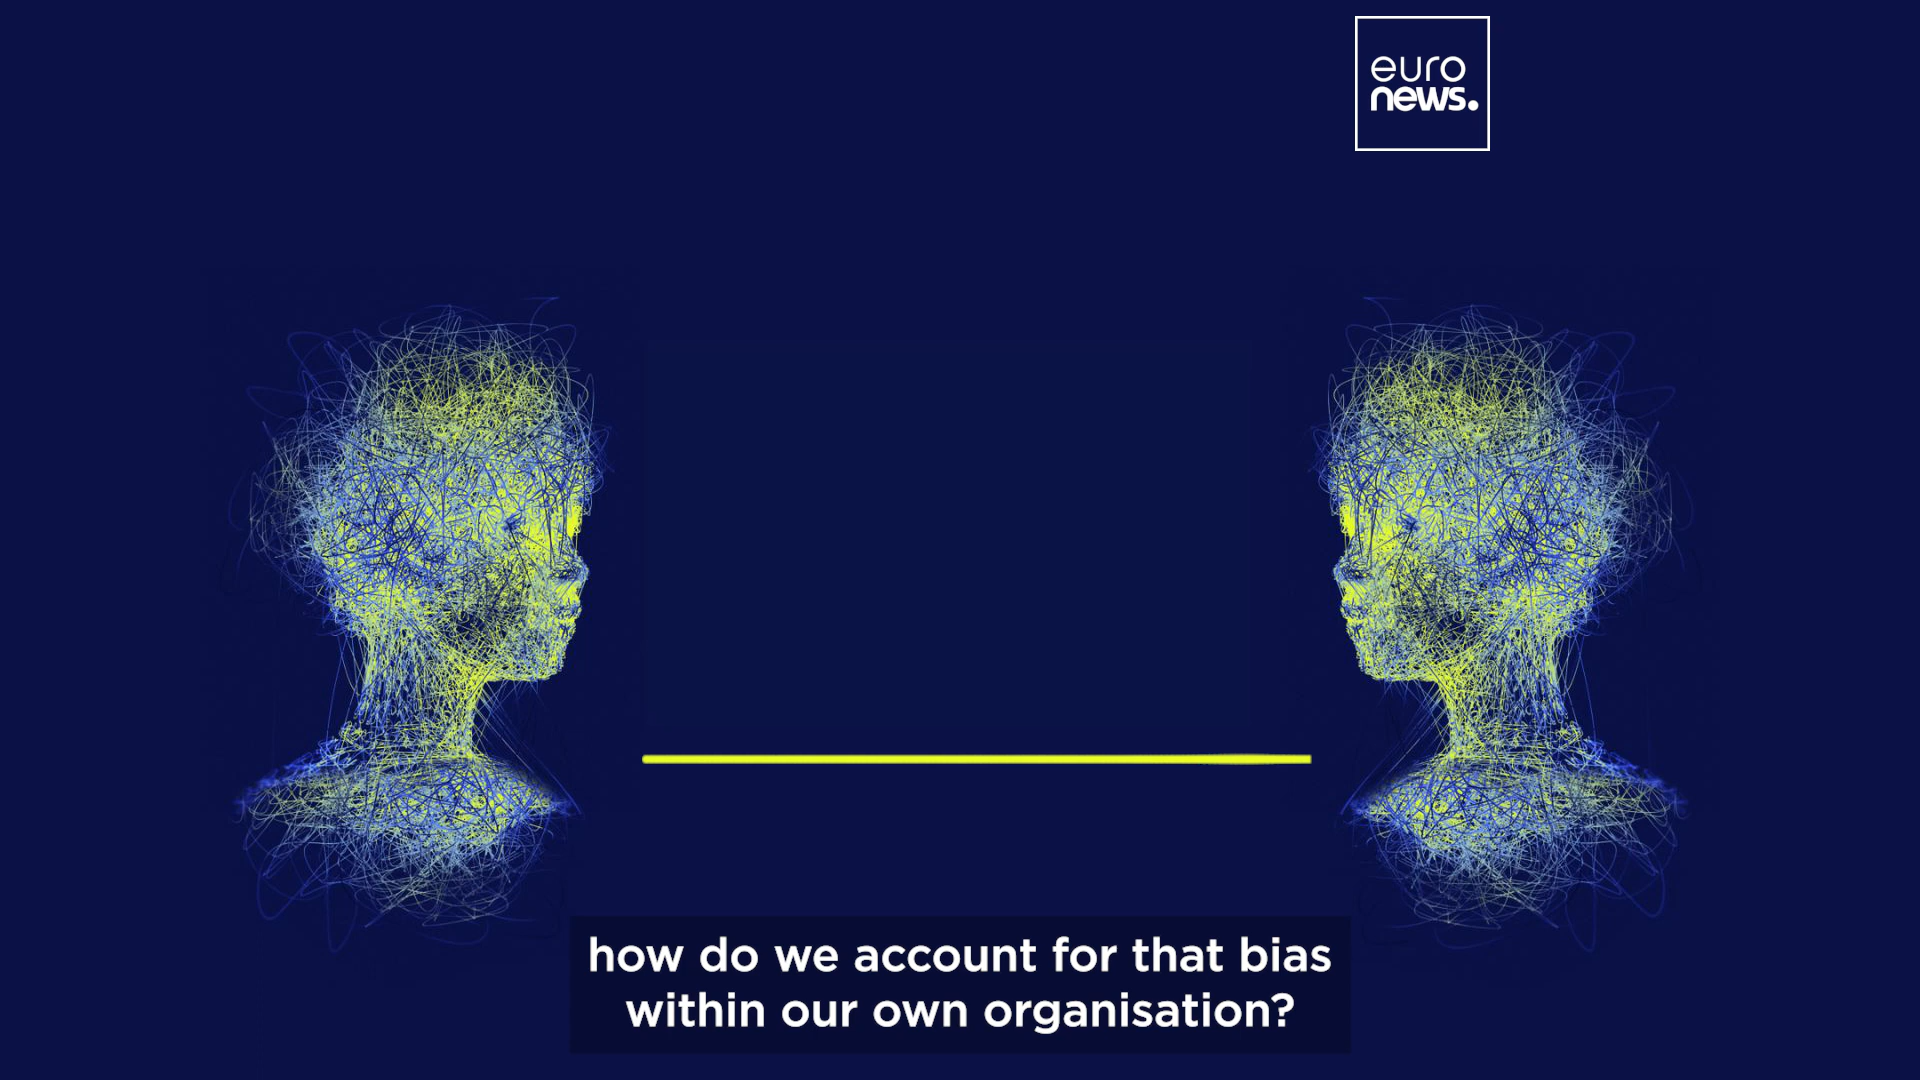 euro
news.
how do we account for that bias
within our own organisation?